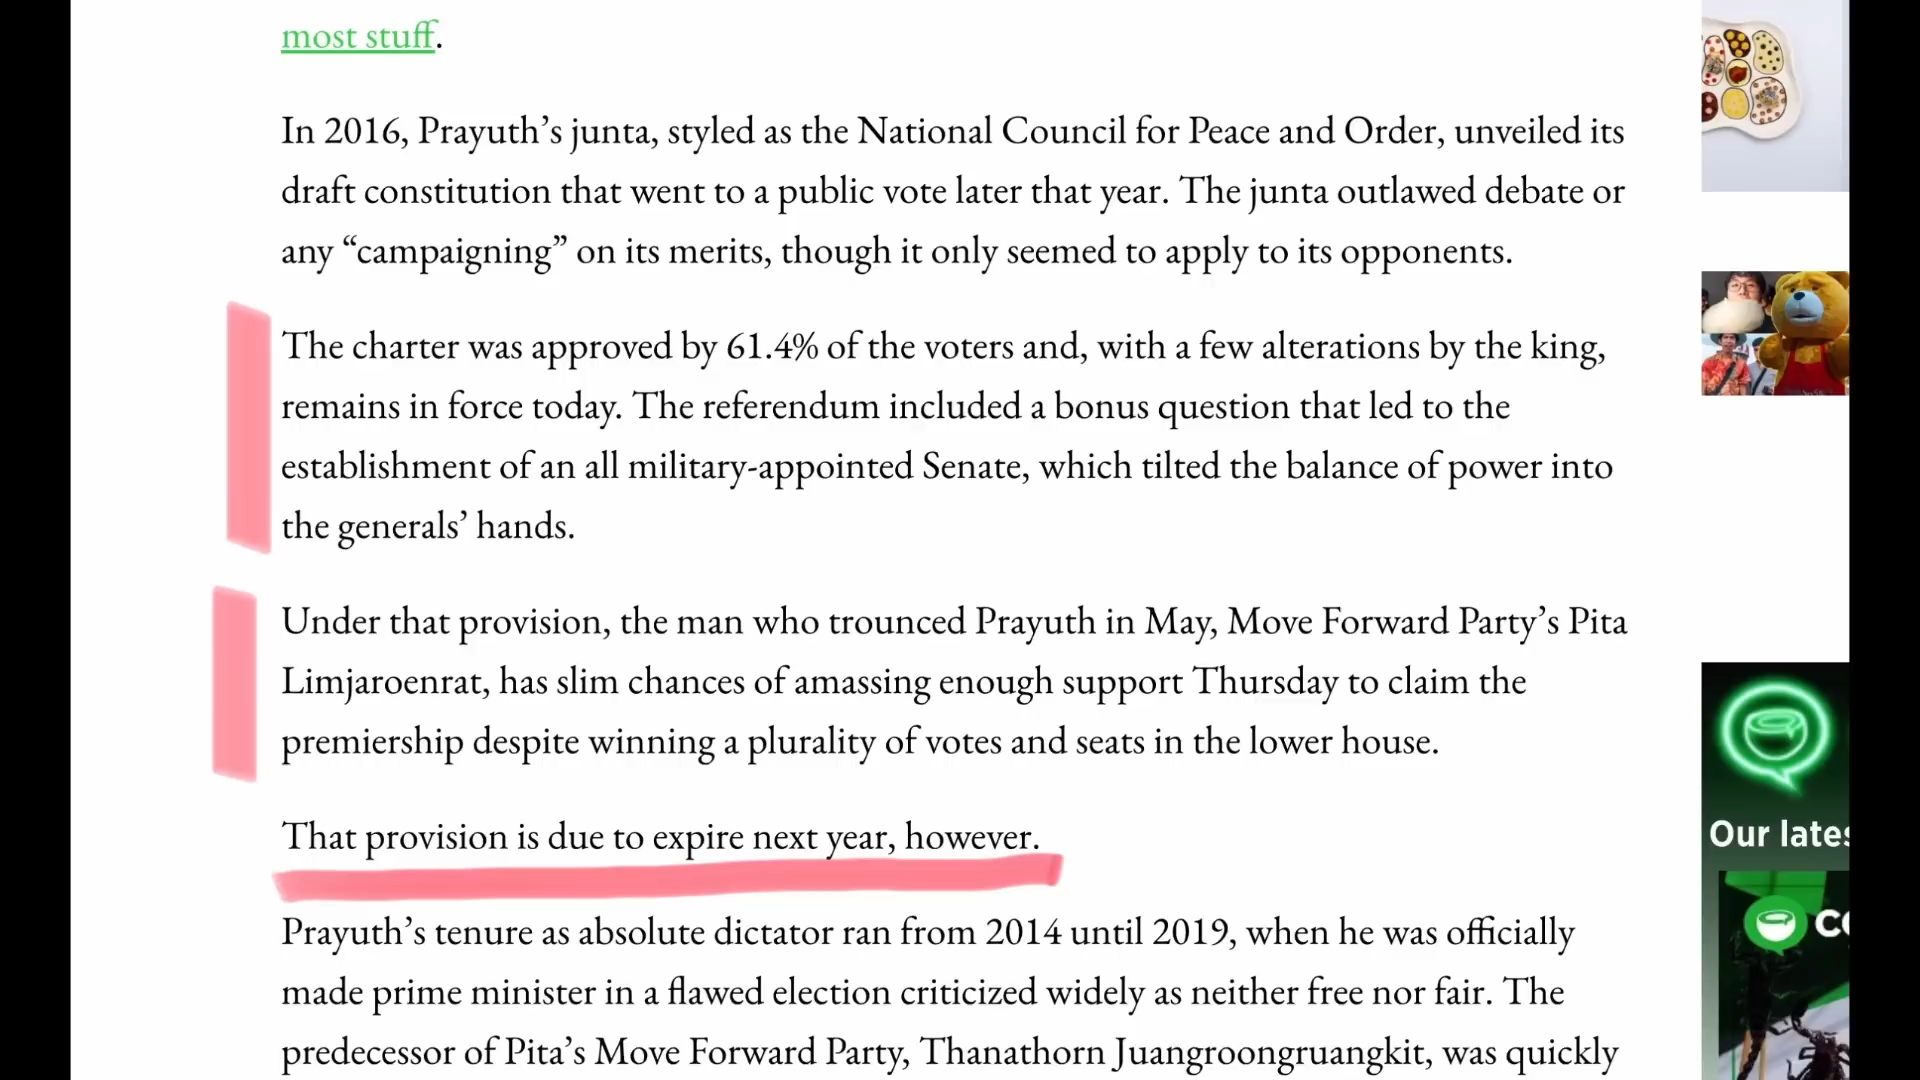 most stuff.
In 2016, Prayuth’s junta, styled as the National Council for Peace and Order, unveiled its
draft constitution that went to a public vote later that year. The junta outlawed debate or
any “campaigning” on its merits, though it only seemed to apply to its opponents.
The charter was approved by 61.4% of the voters and, with a few alterations by the king,
remains in force today. The referendum included a bonus question that led to the
establishment of an all military-appointed Senate, which tilted the balance of power into
the generals’ hands.
Under that provision, the man who trounced Prayuth in May, Move Forward Party’s Pita
Limjaroenrat, has slim chances of amassing enough support Thursday to claim the
premiership despite winning a plurality of votes and seats in the lower house.
That provision is due to expire next year, however.
Prayuth’s tenure as absolute dictator ran from 2014 until 2019, when he was officially
made prime minister in a flawed election criticized widely as neither free nor fair. The
predecessor of Pita’s Move Forward Party, Thanathorn Juangroongruangkit, was quickly
Our